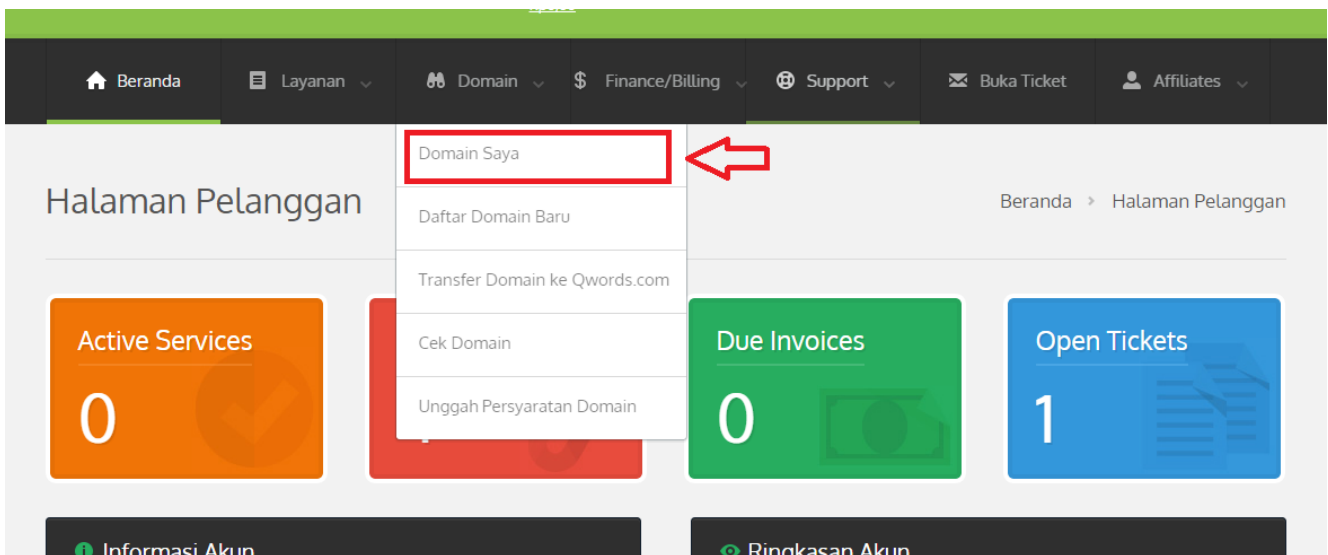 Beranda
Layanan
Domain
Finance/Billing
Support
Buka Ticket
Affiliates
Domain Saya
Daftar Domain Baru
Transfer Domain ke Qwords.com
Cek Domain
Unggah Persyaratan Domain
Halaman Pelanggan
Beranda > Halaman Pelanggan
Active Services
0
Due Invoices
0
Open Tickets
1
Informasi Akun
Ringkasan Akun